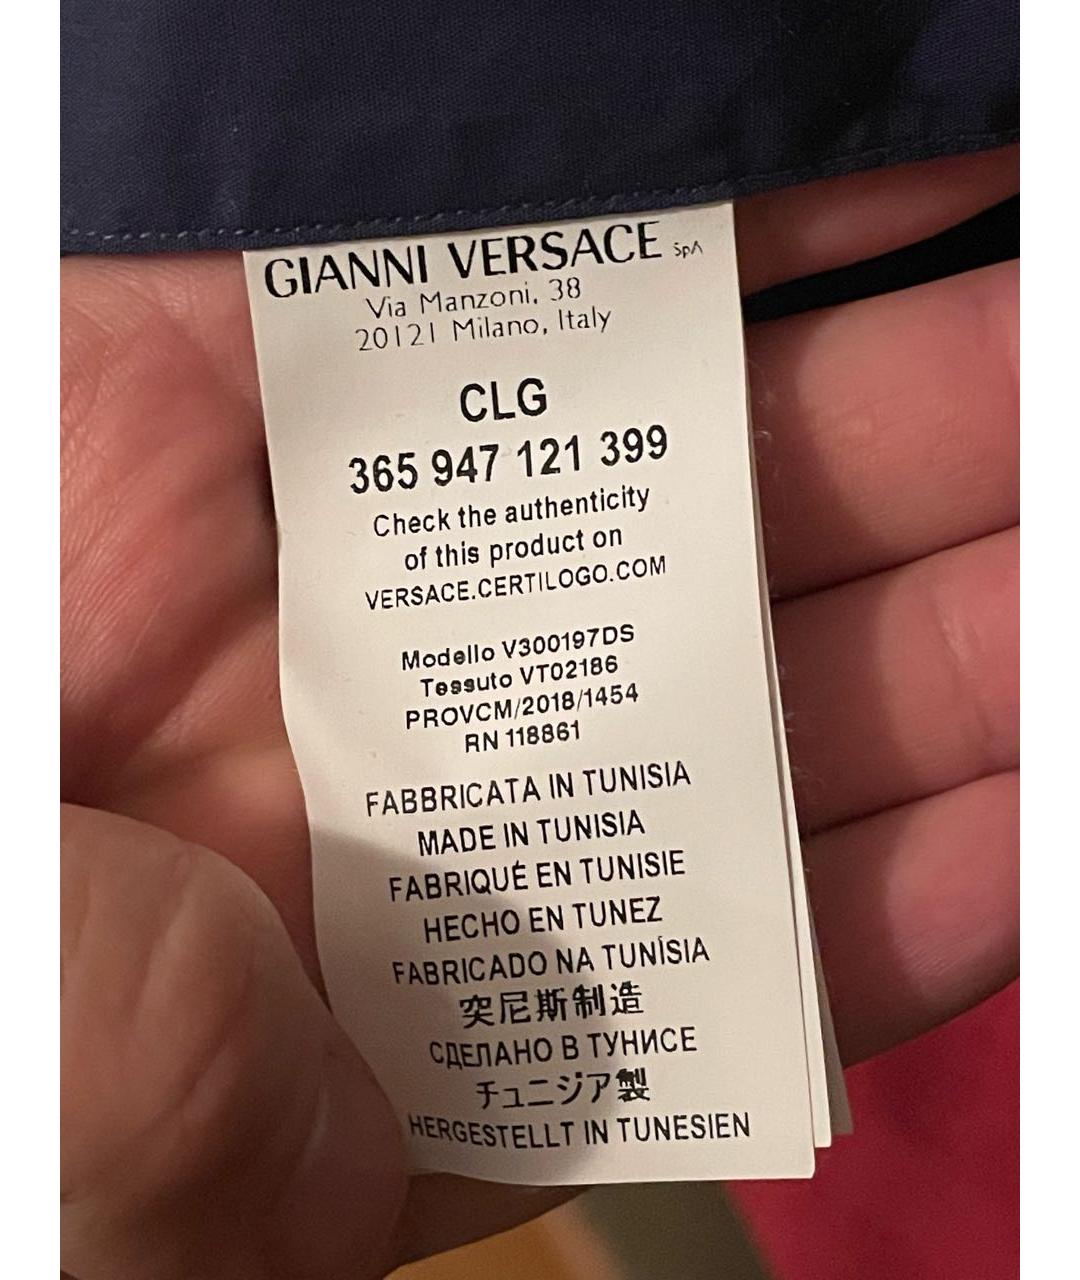 GIANNI VERSACE SpA
Via Manzoni, 38
20121 Milano, Italy
CLG
365 947 121 399
Check the authenticity
of this product on
VERSACE.CERTILOGO.COM
Modello V300197DS
Tessuto VT02186
PROVCM/2018/1454
RN 118861
FABBRICATA IN TUNISIA
MADE IN TUNISIA
FABRIQUÉ EN TUNISIE
HECHO EN TUNEZ
FABRICADO NA TUNÍSIA
突尼斯制造
СДЕЛАНО В ТУНИСЕ
チュニジア製
HERGESTELLT IN TUNESIEN